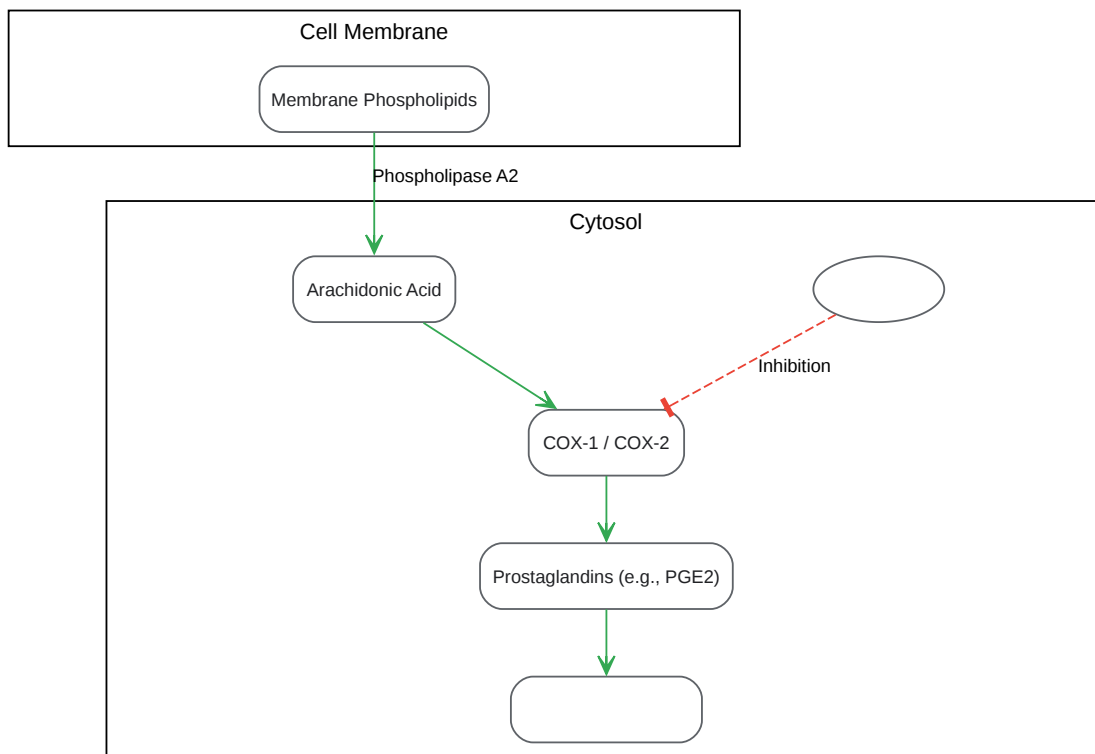 Cell Membrane
Membrane Phospholipids
Phospholipase A2
Cytosol
Arachidonic Acid
Inhibition
COX-1 / COX-2
Prostaglandins (e.g., PGE2)